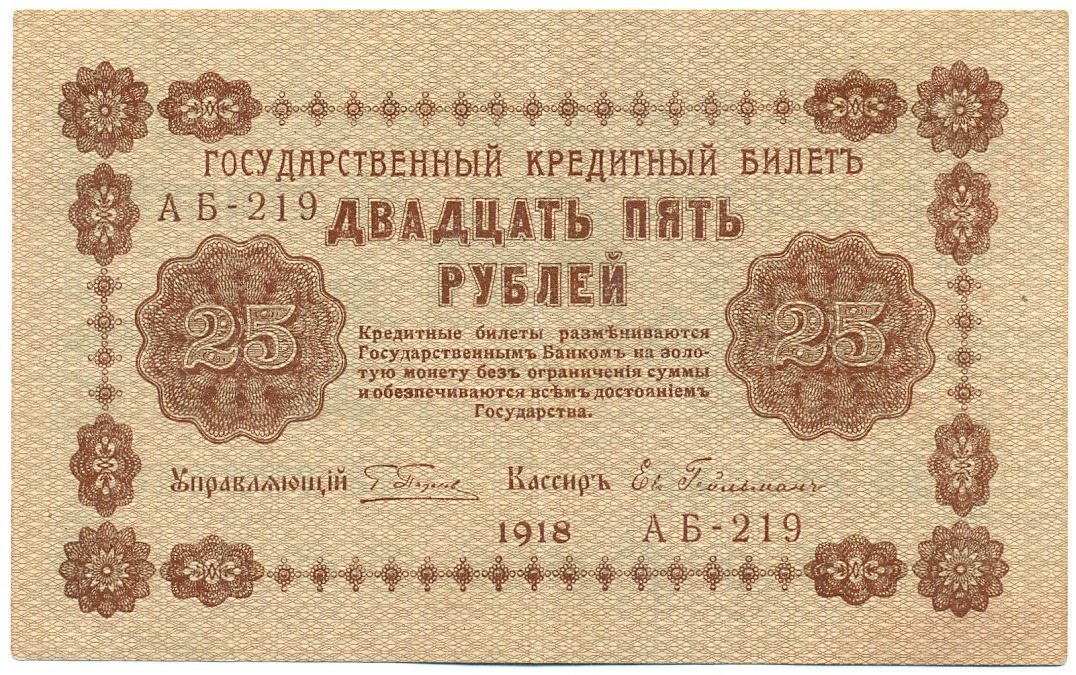 ГОСУДАРСТВЕННЫЙ КРЕДИТНЫЙ БИЛЕТЪ
АБ-219
ДВАДЦАТЬ ПЯТЬ
РУБЛЕЙ
25
25
Кредитные билеты размѣниваются
Государственнымъ Банкомъ на золо-
тую монету безъ ограниченія суммы
и обезпечиваются всѣмъ достояніемъ
Государства.
Управляющій Кассиръ
1918 АБ-219